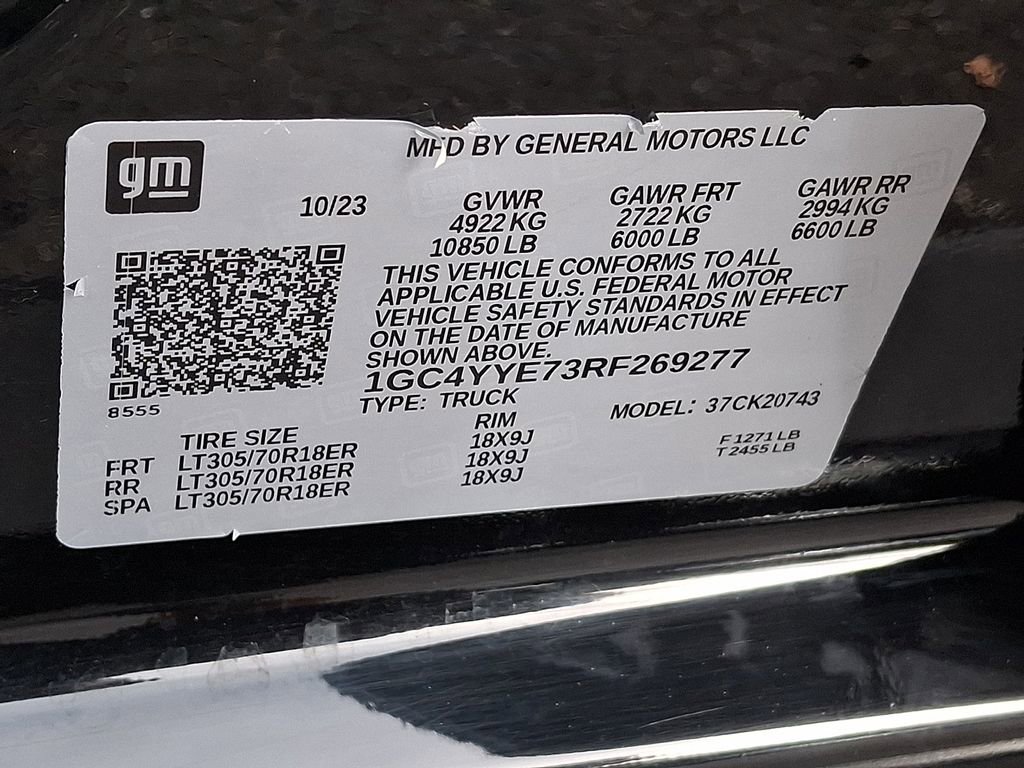 gm
MFD BY GENERAL MOTORS LLC
10/23
GVWR GAWR FRT GAWR RR
4922 KG 2722 KG 2994 KG
10850 LB 6000 LB 6600 LB
THIS VEHICLE CONFORMS TO ALL
APPLICABLE U.S. FEDERAL MOTOR
VEHICLE SAFETY STANDARDS IN EFFECT
ON THE DATE OF MANUFACTURE
SHOWN ABOVE.
1GC4YYE73RF269277
8555
TYPE: TRUCK MODEL: 37CK20743
TIRE SIZE RIM
FRT LT305/70R18ER 18X9J
RR LT305/70R18ER 18X9J
SPA LT305/70R18ER 18X9J
F 1271 LB
T 2455 LB